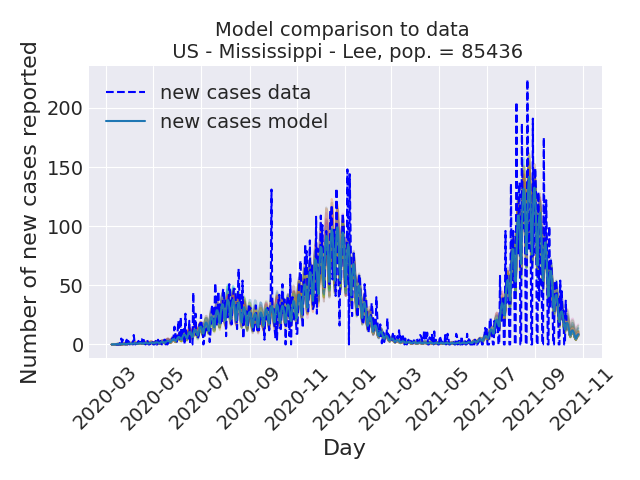 Model comparison to data
US - Mississippi - Lee, pop. = 85436
Number of new cases reported
200
150
100
50
0
new cases data
new cases model
2020-03
2020-05
2020-07
2020-09
2020-11
2021-01
2021-03
2021-05
2021-07
2021-09
2021-11
Day